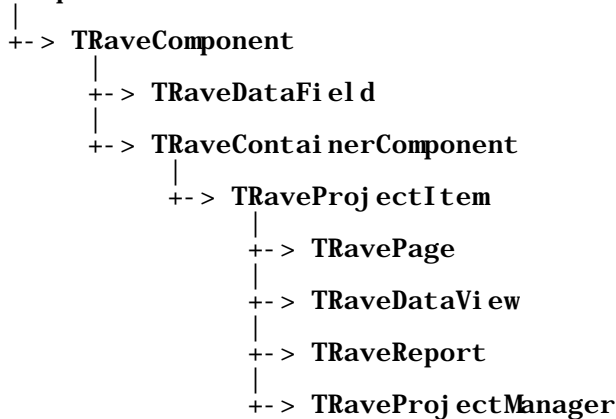 |
+-> TRaveComponent
|
+-> TRaveDataField
|
+-> TRaveContainerComponent
|
+-> TRaveProjectItem
|
+-> TRavePage
|
+-> TRaveDataView
|
+-> TRaveReport
|
+-> TRaveProjectManager